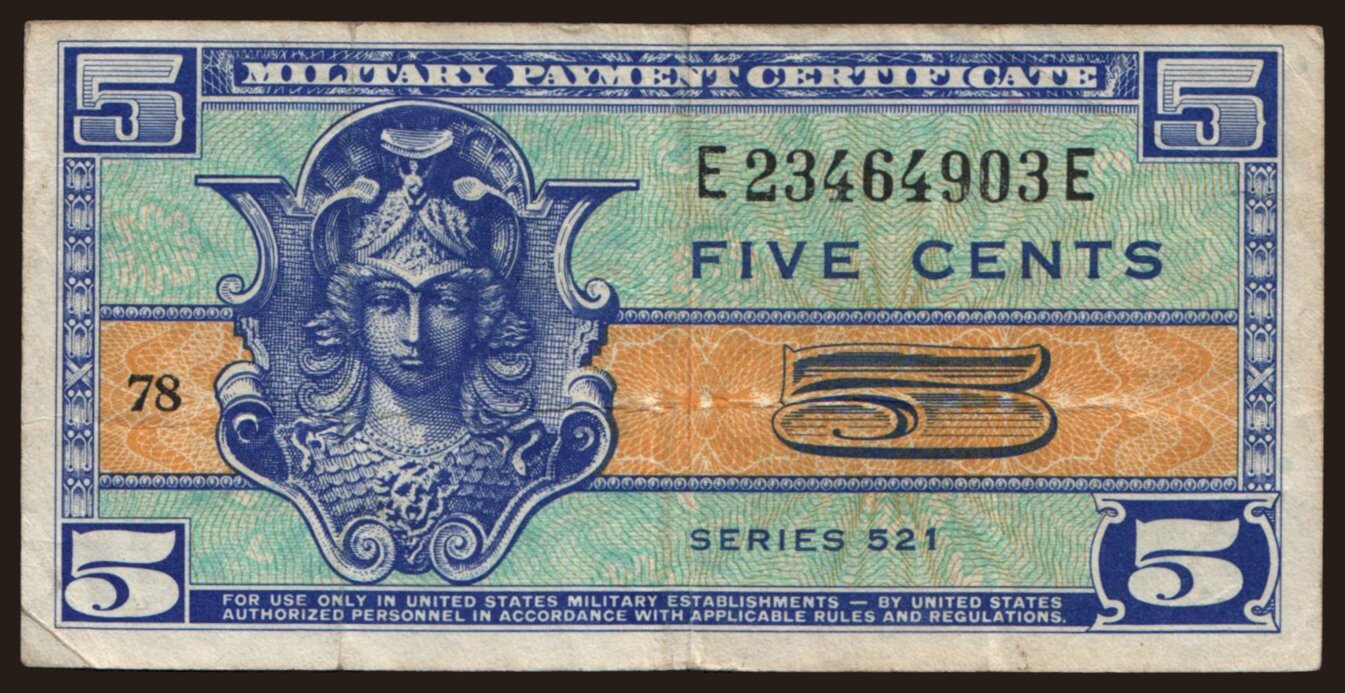 5 MILITARY PAYMENT CERTIFICATE 5
E23464903E
FIVE CENTS
78 5
SERIES 521
5 5
FOR USE ONLY IN UNITED STATES MILITARY ESTABLISHMENTS — BY UNITED STATES
AUTHORIZED PERSONNEL IN ACCORDANCE WITH APPLICABLE RULES AND REGULATIONS.